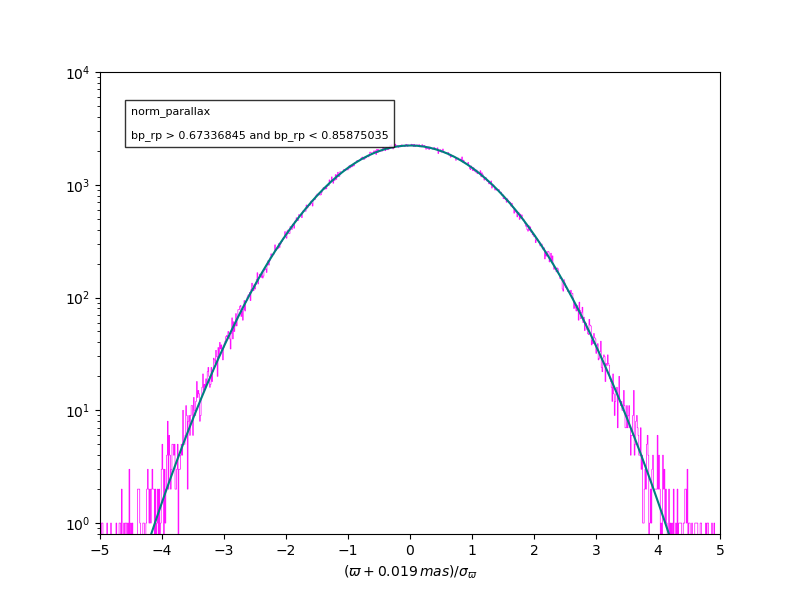 10⁴
10³
10²
10¹
10⁰
norm_parallax
bp_rp > 0.67336845 and bp_rp < 0.85875035
−5 −4 −3 −2 −1 0 1 2 3 4 5
(ϖ + 0.019 mas)/σ_ϖ